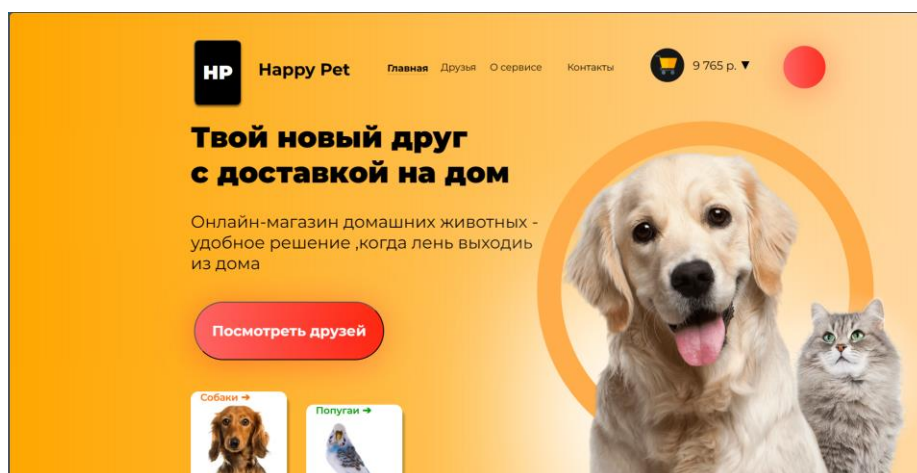 HP
Happy Pet
Главная Друзья О сервисе Контакты
9 765 р. ▼
Твой новый друг
с доставкой на дом
Онлайн-магазин домашних животных -
удобное решение ,когда лень выходиь
из дома
Посмотреть друзей
Собаки ➔
Попугаи ➔